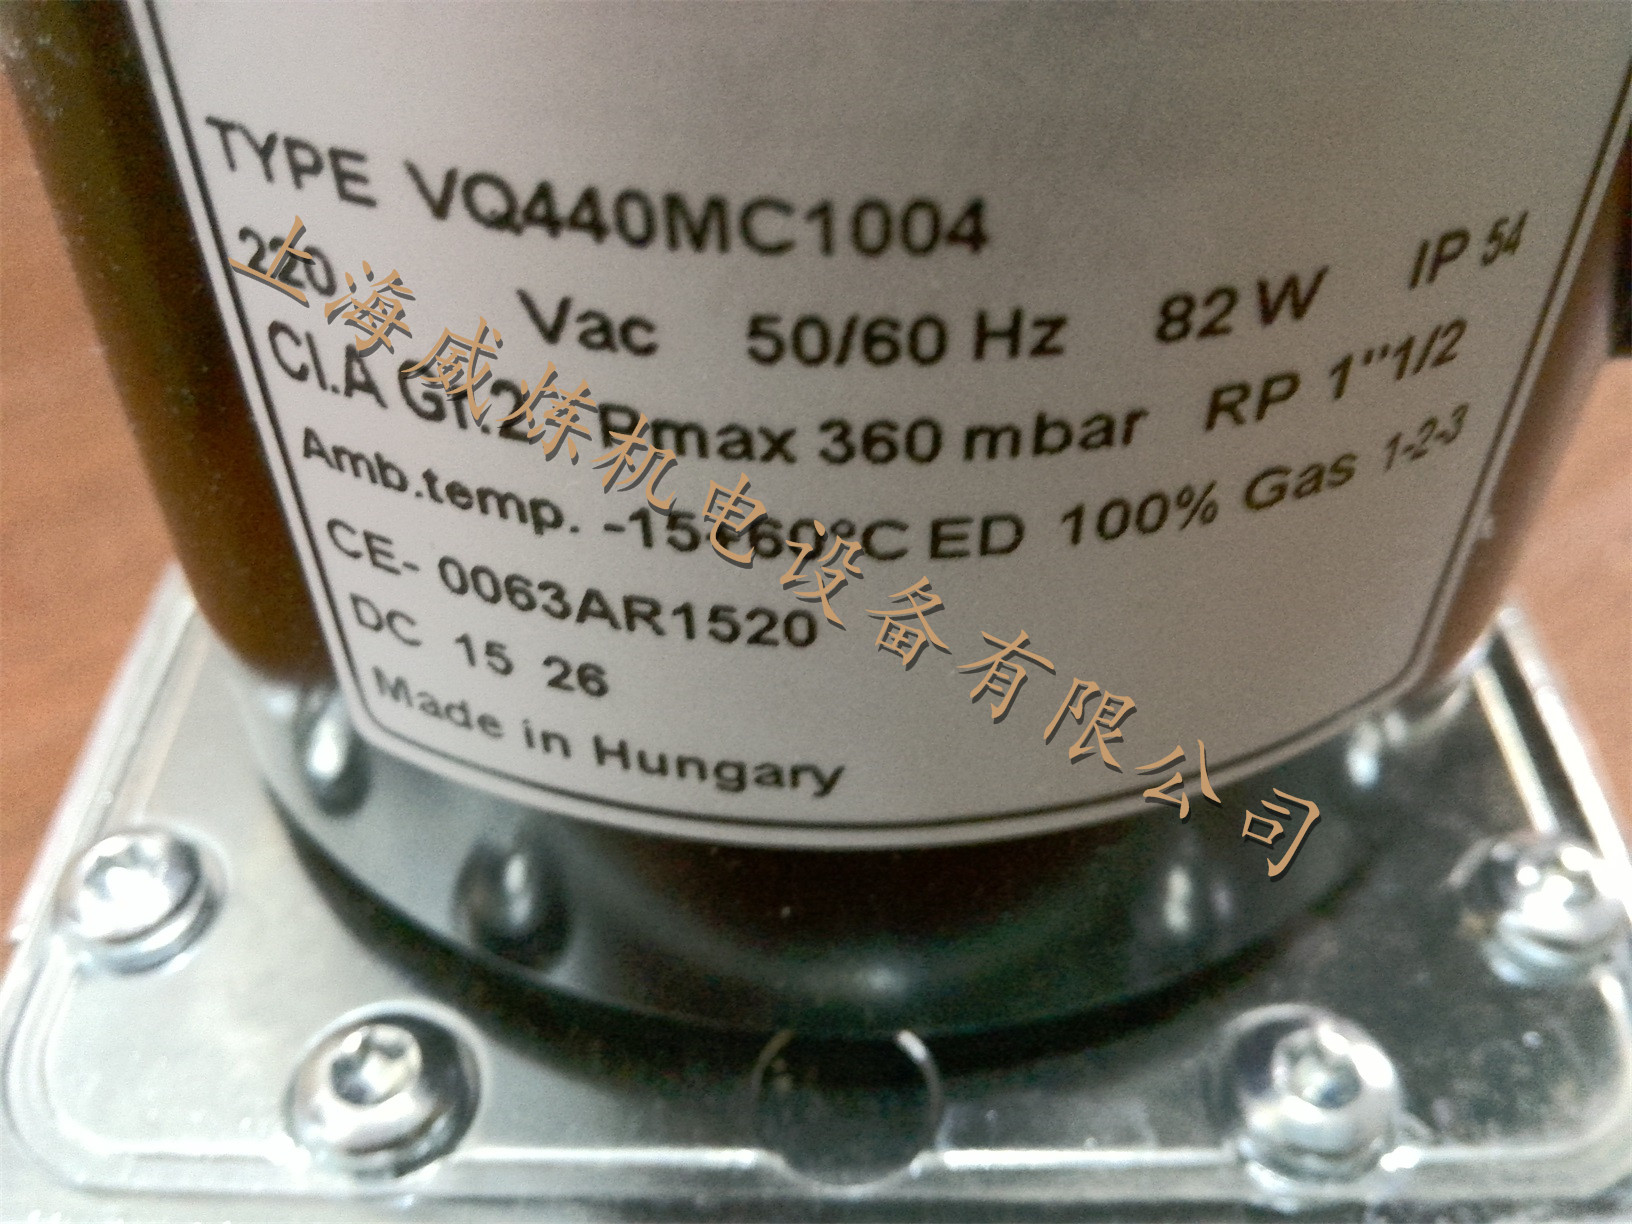 TYPE VQ440MC1004
220 Vac 50/60 Hz 82 W IP 54
Cl.A Gr.2 Pmax 360 mbar RP 1"1/2
Amb.temp. -15+60°C ED 100% Gas 1-2-3
CE- 0063AR1520
DC 15 26
Made in Hungary
上海威炼机电设备有限公司